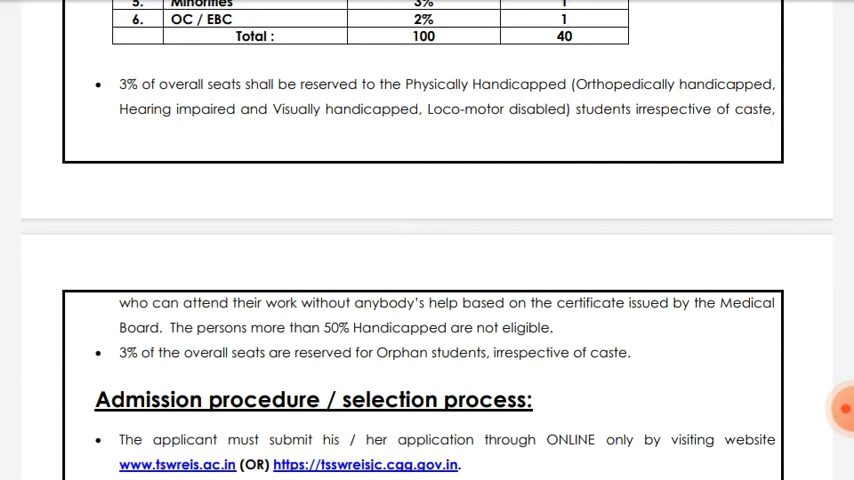 5. Minorities 3% 1
6. OC / EBC 2% 1
Total : 100 40
• 3% of overall seats shall be reserved to the Physically Handicapped (Orthopedically handicapped,
Hearing impaired and Visually handicapped, Loco-motor disabled) students irrespective of caste,
who can attend their work without anybody's help based on the certificate issued by the Medical
Board. The persons more than 50% Handicapped are not eligible.
• 3% of the overall seats are reserved for Orphan students, irrespective of caste.
Admission procedure / selection process:
• The applicant must submit his / her application through ONLINE only by visiting website
www.tswreis.ac.in (OR) https://tsswreisjc.cgg.gov.in.